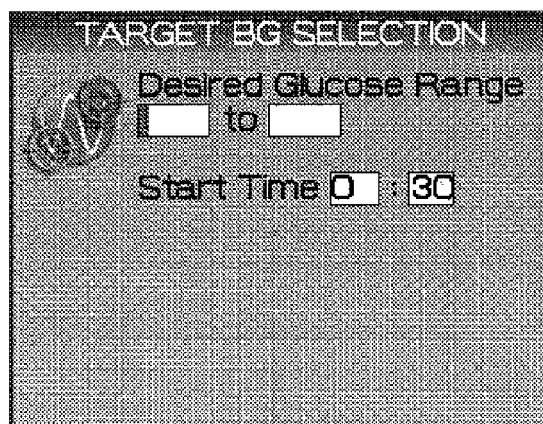 TARGET BG SELECTION
Desired Glucose Range
to
Start Time 0 : 30